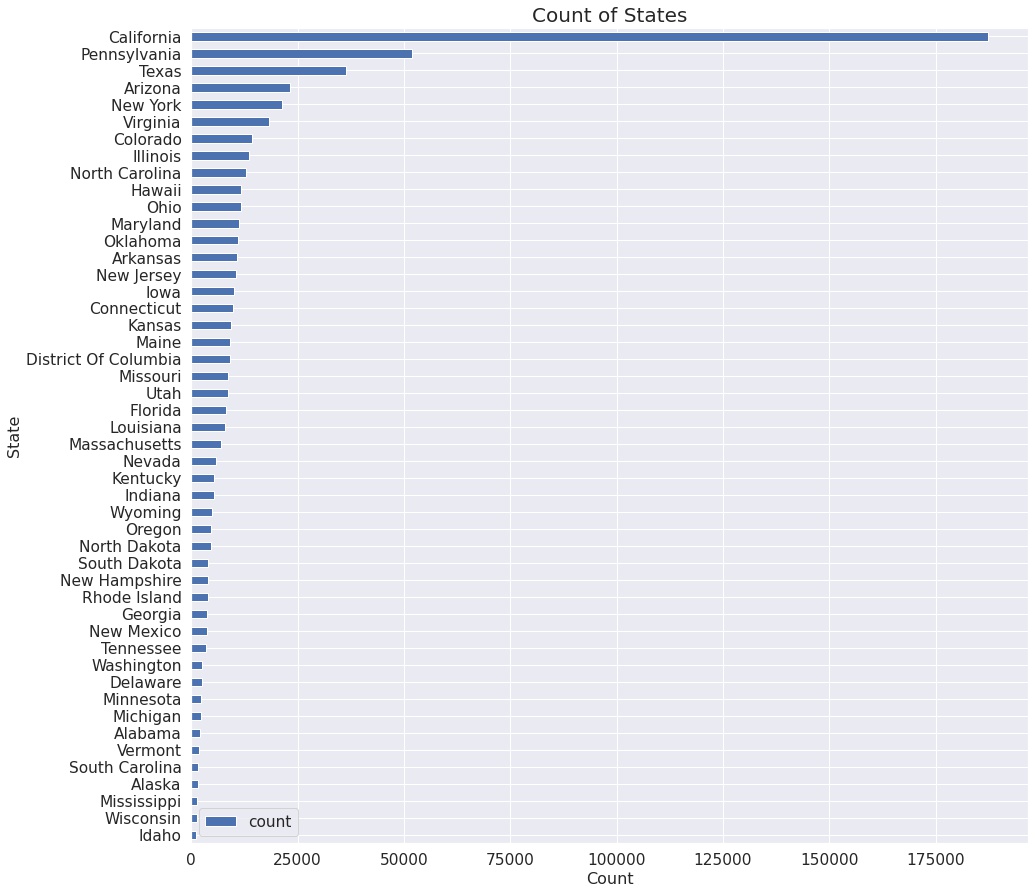 Count of States
California
Pennsylvania
Texas
Arizona
New York
Virginia
Colorado
Illinois
North Carolina
Hawaii
Ohio
Maryland
Oklahoma
Arkansas
New Jersey
Iowa
Connecticut
Kansas
Maine
District Of Columbia
Missouri
Utah
Florida
Louisiana
Massachusetts
Nevada
Kentucky
Indiana
Wyoming
Oregon
North Dakota
South Dakota
New Hampshire
Rhode Island
Georgia
New Mexico
Tennessee
Washington
Delaware
Minnesota
Michigan
Alabama
Vermont
South Carolina
Alaska
Mississippi
Wisconsin
Idaho
State
count
0 25000 50000 75000 100000 125000 150000 175000
Count